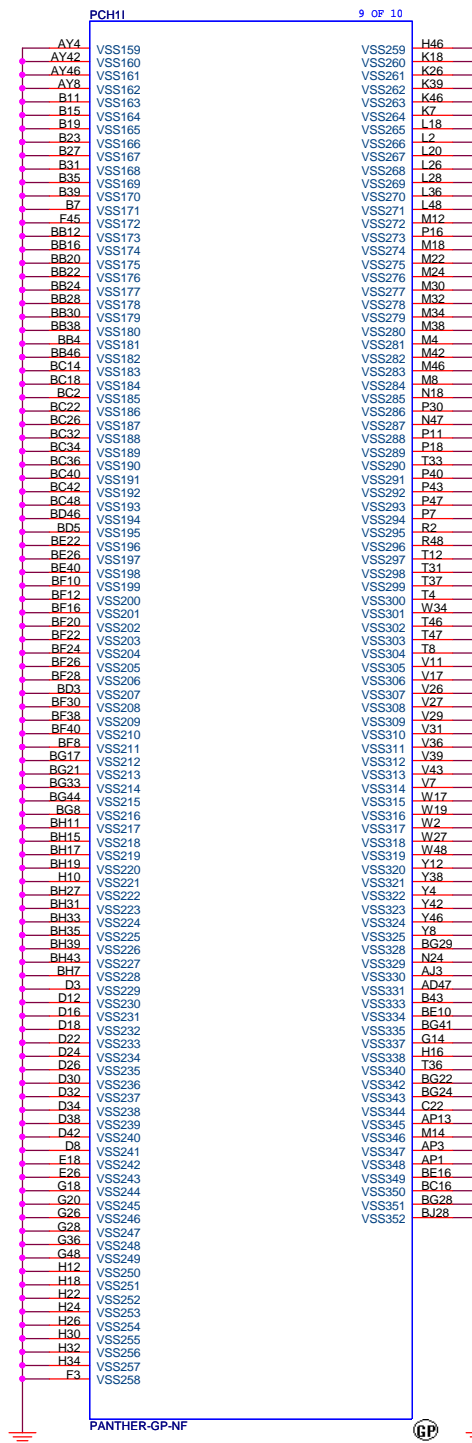 PCH1I
9 OF 10
AY4 VSS159
AY42 VSS160
AY46 VSS161
AY8 VSS162
B11 VSS163
B15 VSS164
B19 VSS165
B23 VSS166
B27 VSS167
B31 VSS168
B35 VSS169
B39 VSS170
B7 VSS171
F45 VSS172
BB12 VSS173
BB16 VSS174
BB20 VSS175
BB22 VSS176
BB24 VSS177
BB28 VSS178
BB30 VSS179
BB38 VSS180
BB4 VSS181
BB46 VSS182
BC14 VSS183
BC18 VSS184
BC2 VSS185
BC22 VSS186
BC26 VSS187
BC32 VSS188
BC34 VSS189
BC36 VSS190
BC40 VSS191
BC42 VSS192
BC48 VSS193
BD46 VSS194
BD5 VSS195
BE22 VSS196
BE26 VSS197
BE40 VSS198
BF10 VSS199
BF12 VSS200
BF16 VSS201
BF20 VSS202
BF22 VSS203
BF24 VSS204
BF26 VSS205
BF28 VSS206
BD3 VSS207
BF30 VSS208
BF38 VSS209
BF40 VSS210
BF8 VSS211
BG17 VSS212
BG21 VSS213
BG33 VSS214
BG44 VSS215
BG8 VSS216
BH11 VSS217
BH15 VSS218
BH17 VSS219
BH19 VSS220
H10 VSS221
BH27 VSS222
BH31 VSS223
BH33 VSS224
BH35 VSS225
BH39 VSS226
BH43 VSS227
BH7 VSS228
D3 VSS229
D12 VSS230
D16 VSS231
D18 VSS232
D22 VSS233
D24 VSS234
D26 VSS235
D30 VSS236
D32 VSS237
D34 VSS238
D38 VSS239
D42 VSS240
D8 VSS241
E18 VSS242
E26 VSS243
G18 VSS244
G20 VSS245
G26 VSS246
G28 VSS247
G36 VSS248
G48 VSS249
H12 VSS250
H18 VSS251
H22 VSS252
H24 VSS253
H26 VSS254
H30 VSS255
H32 VSS256
H34 VSS257
F3 VSS258
VSS259 H46
VSS260 K18
VSS261 K26
VSS262 K39
VSS263 K46
VSS264 K7
VSS265 L18
VSS266 L2
VSS267 L20
VSS268 L26
VSS269 L28
VSS270 L36
VSS271 L48
VSS272 M12
VSS273 P16
VSS274 M18
VSS275 M22
VSS276 M24
VSS277 M30
VSS278 M32
VSS279 M34
VSS280 M38
VSS281 M4
VSS282 M42
VSS283 M46
VSS284 M8
VSS285 N18
VSS286 P30
VSS287 N47
VSS288 P11
VSS289 P18
VSS290 T33
VSS291 P40
VSS292 P43
VSS293 P47
VSS294 P7
VSS295 R2
VSS296 R48
VSS297 T12
VSS298 T31
VSS299 T37
VSS300 T4
VSS301 W34
VSS302 T46
VSS303 T47
VSS304 T8
VSS305 V11
VSS306 V17
VSS307 V26
VSS308 V27
VSS309 V29
VSS310 V31
VSS311 V36
VSS312 V39
VSS313 V43
VSS314 V7
VSS315 W17
VSS316 W19
VSS317 W2
VSS318 W27
VSS319 W48
VSS320 Y12
VSS321 Y38
VSS322 Y4
VSS323 Y42
VSS324 Y46
VSS325 Y8
VSS328 BG29
VSS329 N24
VSS330 AJ3
VSS331 AD47
VSS333 B43
VSS334 BE10
VSS335 BG41
VSS337 G14
VSS338 H16
VSS340 T36
VSS342 BG22
VSS343 BG24
VSS344 C22
VSS345 AP13
VSS346 M14
VSS347 AP3
VSS348 AP1
VSS349 BE16
VSS350 BC16
VSS351 BG28
VSS352 BJ28
PANTHER-GP-NF
GP